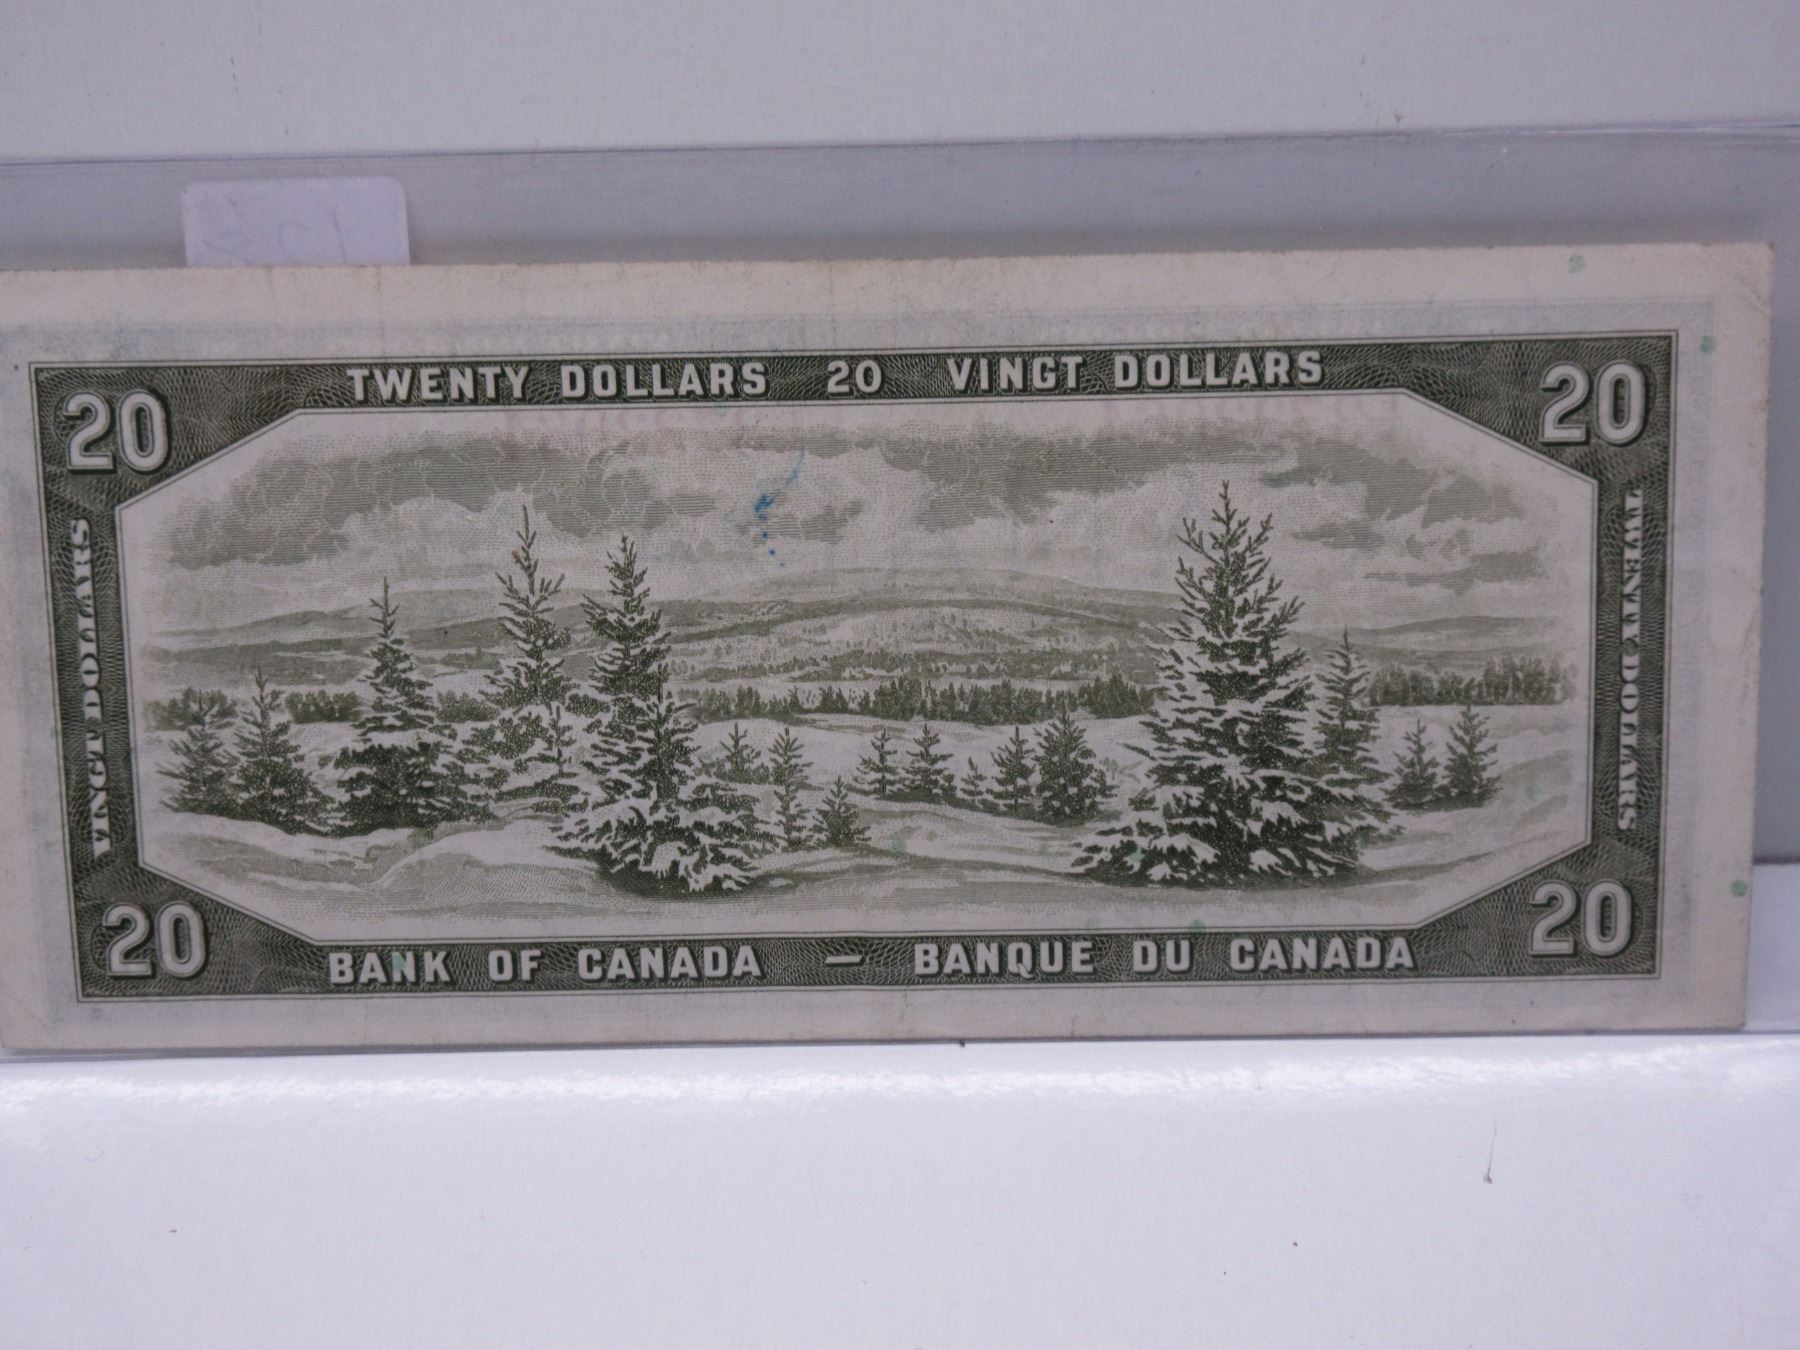 TWENTY DOLLARS 20 VINGT DOLLARS
20
20
VINGT DOLLARS
TWENTY DOLLARS
20
20
BANK OF CANADA — BANQUE DU CANADA